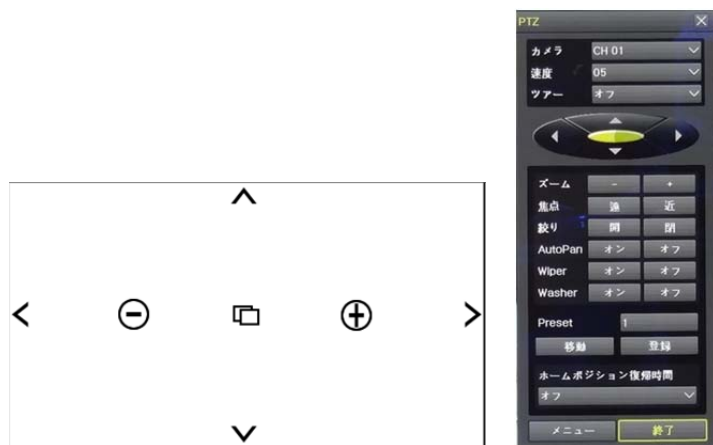 PTZ
カメラ CH 01
速度 05
ツアー オフ
ズーム - +
焦点 遠 近
絞り 開 閉
AutoPan オン オフ
Wiper オン オフ
Washer オン オフ
Preset 1
移動 登録
ホームポジション復帰時間
オフ
メニュー 終了